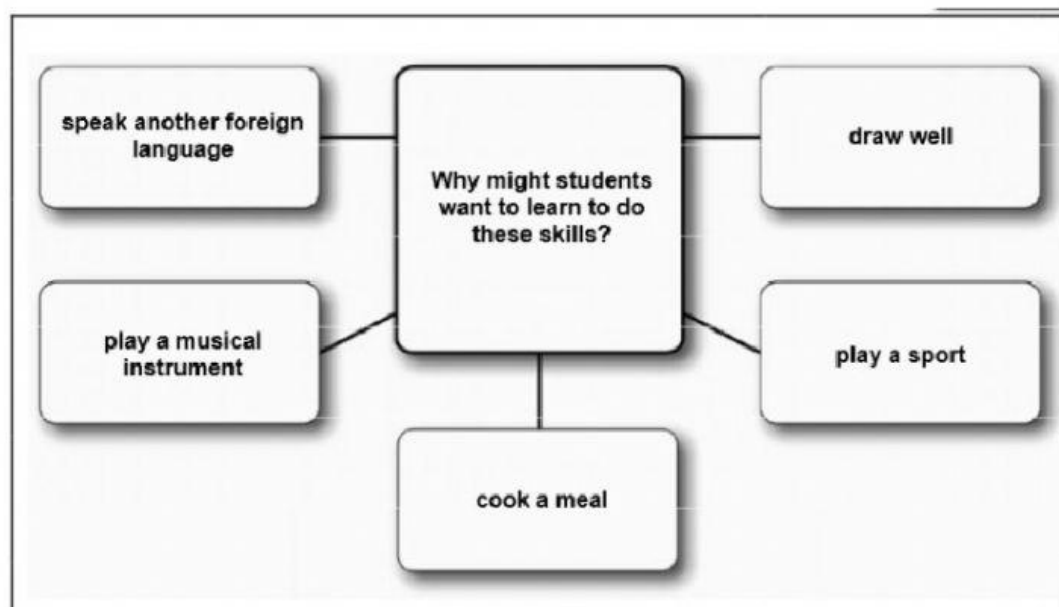 speak another foreign
language
Why might students
want to learn to do
these skills?
draw well
play a musical
instrument
play a sport
cook a meal